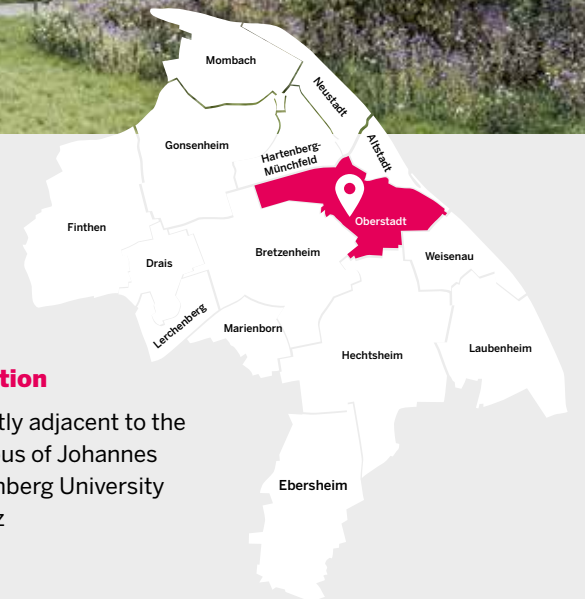 Mombach
Neustadt
Gonsenheim
Hartenberg-
Münchfeld
Altstadt
Oberstadt
Finthen
Drais
Bretzenheim
Weisenau
Lerchenberg
Marienborn
Hechtsheim
Laubenheim
tion
tly adjacent to the
us of Johannes
nberg University
z
Ebersheim